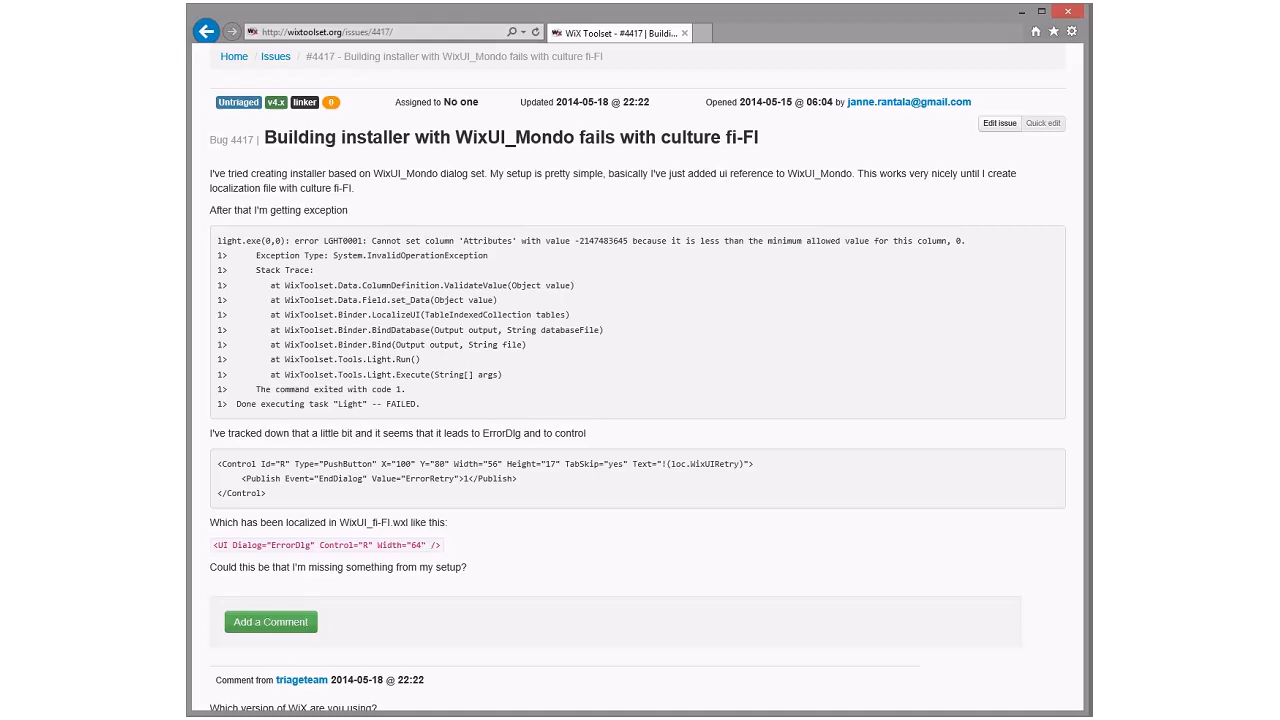 http://wixtoolset.org/issues/4417/
WiX Toolset - #4417 | Buildi...
Home / Issues / #4417 - Building installer with WixUI_Mondo fails with culture fi-FI
Untriaged v4.x linker 0 Assigned to No one Updated 2014-05-18 @ 22:22 Opened 2014-05-15 @ 06:04 by janne.rantala@gmail.com
Edit issue Quick edit
Bug 4417 | Building installer with WixUI_Mondo fails with culture fi-FI
I've tried creating installer based on WixUI_Mondo dialog set. My setup is pretty simple, basically I've just added ui reference to WixUI_Mondo. This works very nicely until I create
localization file with culture fi-FI.
After that I'm getting exception
light.exe(0,0): error LGHT0001: Cannot set column 'Attributes' with value -2147483645 because it is less than the minimum allowed value for this column, 0.
1> Exception Type: System.InvalidOperationException
1> Stack Trace:
1> at WixToolset.Data.ColumnDefinition.ValidateValue(Object value)
1> at WixToolset.Data.Field.set_Data(Object value)
1> at WixToolset.Binder.LocalizeUI(TableIndexedCollection tables)
1> at WixToolset.Binder.BindDatabase(Output output, String databaseFile)
1> at WixToolset.Binder.Bind(Output output, String file)
1> at WixToolset.Tools.Light.Run()
1> at WixToolset.Tools.Light.Execute(String[] args)
1> The command exited with code 1.
1> Done executing task "Light" -- FAILED.
I've tracked down that a little bit and it seems that it leads to ErrorDlg and to control
<Control Id="R" Type="PushButton" X="100" Y="80" Width="56" Height="17" TabSkip="yes" Text="!(loc.WixUIRetry)">
<Publish Event="EndDialog" Value="ErrorRetry">1</Publish>
</Control>
Which has been localized in WixUI_fi-FI.wxl like this:
<UI Dialog="ErrorDlg" Control="R" Width="64" />
Could this be that I'm missing something from my setup?
Add a Comment
Comment from triageteam 2014-05-18 @ 22:22
Which version of WiX are you using?